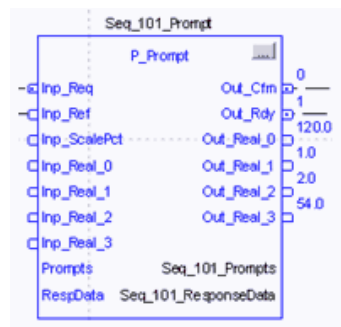 Seq_101_Prompt
P_Prompt ...
0
Inp_Req Out_Cfm
1
Inp_Ref Out_Rdy
120.0
Inp_ScalePct Out_Real_0
1.0
Inp_Real_0 Out_Real_1
2.0
Inp_Real_1 Out_Real_2
54.0
Inp_Real_2 Out_Real_3
Inp_Real_3
Prompts Seq_101_Prompts
RespData Seq_101_ResponseData